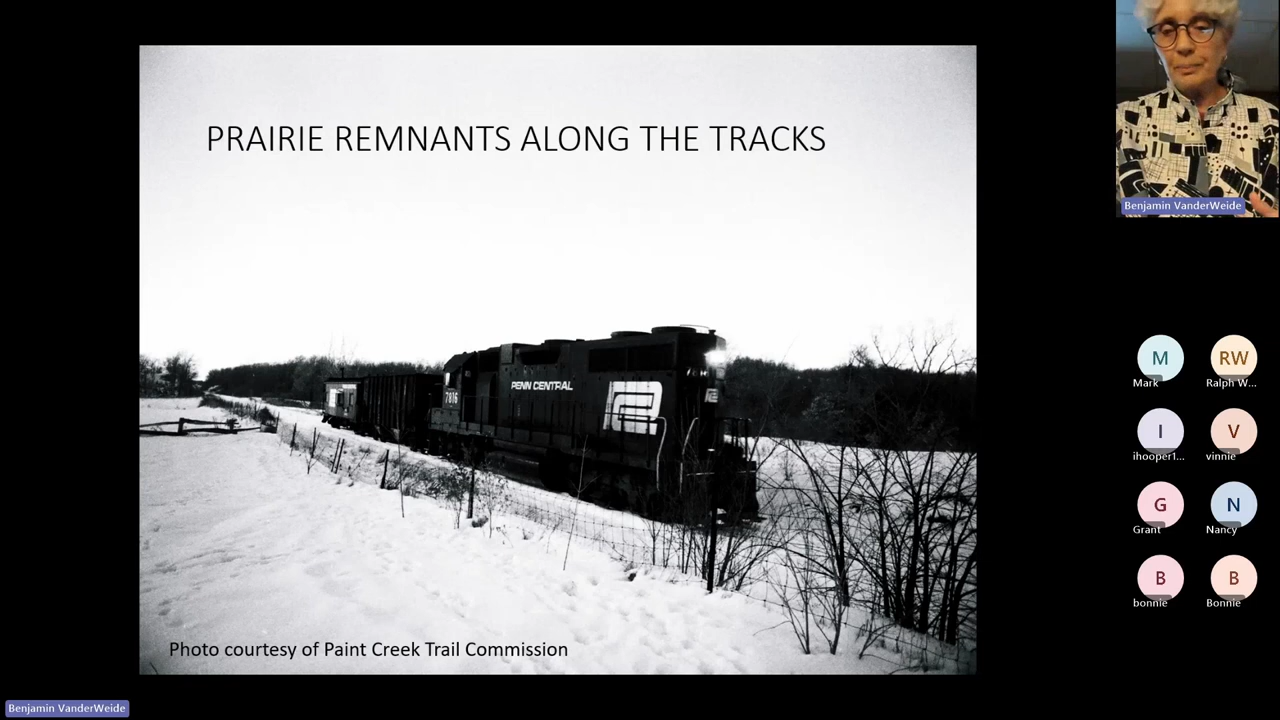 PRAIRIE REMNANTS ALONG THE TRACKS
PENN CENTRAL
7816
Photo courtesy of Paint Creek Trail Commission
Benjamin VanderWeide
M
RW
Mark
Ralph W...
I
V
ihooper1...
vinnie
G
N
Grant
Nancy
B
B
bonnie
Bonnie
Benjamin VanderWeide